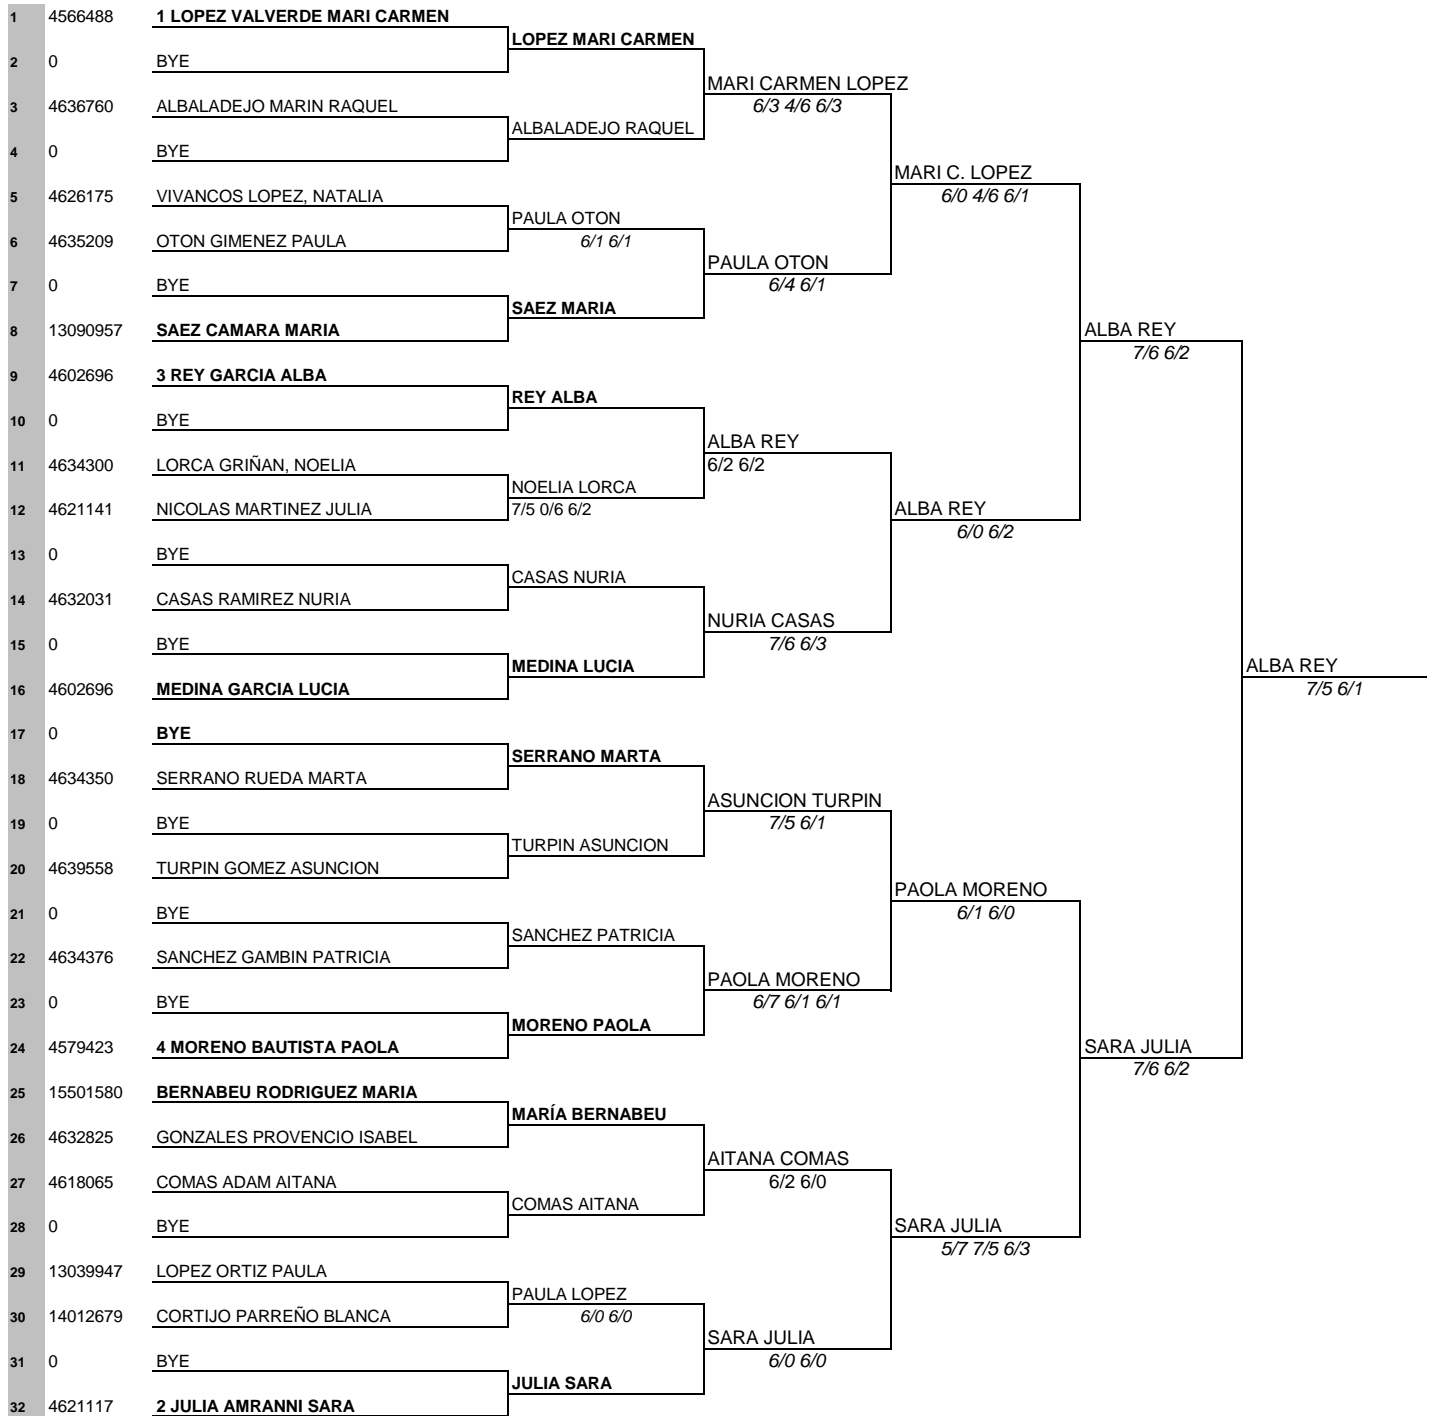 1 4566488 1 LOPEZ VALVERDE MARI CARMEN
LOPEZ MARI CARMEN
2 0 BYE
MARI CARMEN LOPEZ
3 4636760 ALBALADEJO MARIN RAQUEL 6/3 4/6 6/3
ALBALADEJO RAQUEL
4 0 BYE
MARI C. LOPEZ
5 4626175 VIVANCOS LOPEZ, NATALIA 6/0 4/6 6/1
PAULA OTON
6 4635209 OTON GIMENEZ PAULA 6/1 6/1
PAULA OTON
7 0 BYE 6/4 6/1
SAEZ MARIA
8 13090957 SAEZ CAMARA MARIA ALBA REY
7/6 6/2
9 4602696 3 REY GARCIA ALBA
REY ALBA
10 0 BYE
ALBA REY
11 4634300 LORCA GRIÑAN, NOELIA 6/2 6/2
NOELIA LORCA
12 4621141 NICOLAS MARTINEZ JULIA 7/5 0/6 6/2 ALBA REY
6/0 6/2
13 0 BYE
CASAS NURIA
14 4632031 CASAS RAMIREZ NURIA
NURIA CASAS
15 0 BYE 7/6 6/3
MEDINA LUCIA ALBA REY
16 4602696 MEDINA GARCIA LUCIA 7/5 6/1
17 0 BYE
SERRANO MARTA
18 4634350 SERRANO RUEDA MARTA
ASUNCION TURPIN
19 0 BYE 7/5 6/1
TURPIN ASUNCION
20 4639558 TURPIN GOMEZ ASUNCION
PAOLA MORENO
21 0 BYE 6/1 6/0
SANCHEZ PATRICIA
22 4634376 SANCHEZ GAMBIN PATRICIA
PAOLA MORENO
23 0 BYE 6/7 6/1 6/1
MORENO PAOLA
24 4579423 4 MORENO BAUTISTA PAOLA SARA JULIA
7/6 6/2
25 15501580 BERNABEU RODRIGUEZ MARIA
MARÍA BERNABEU
26 4632825 GONZALES PROVENCIO ISABEL
AITANA COMAS
27 4618065 COMAS ADAM AITANA 6/2 6/0
COMAS AITANA
28 0 BYE SARA JULIA
5/7 7/5 6/3
29 13039947 LOPEZ ORTIZ PAULA
PAULA LOPEZ
30 14012679 CORTIJO PARREÑO BLANCA 6/0 6/0
SARA JULIA
31 0 BYE 6/0 6/0
JULIA SARA
32 4621117 2 JULIA AMRANNI SARA